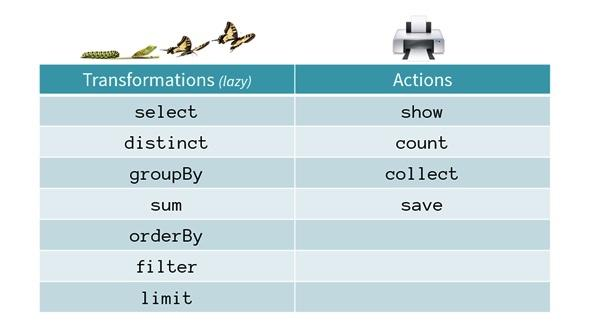 Transformations (lazy) Actions
select show
distinct count
groupBy collect
sum save
orderBy
filter
limit